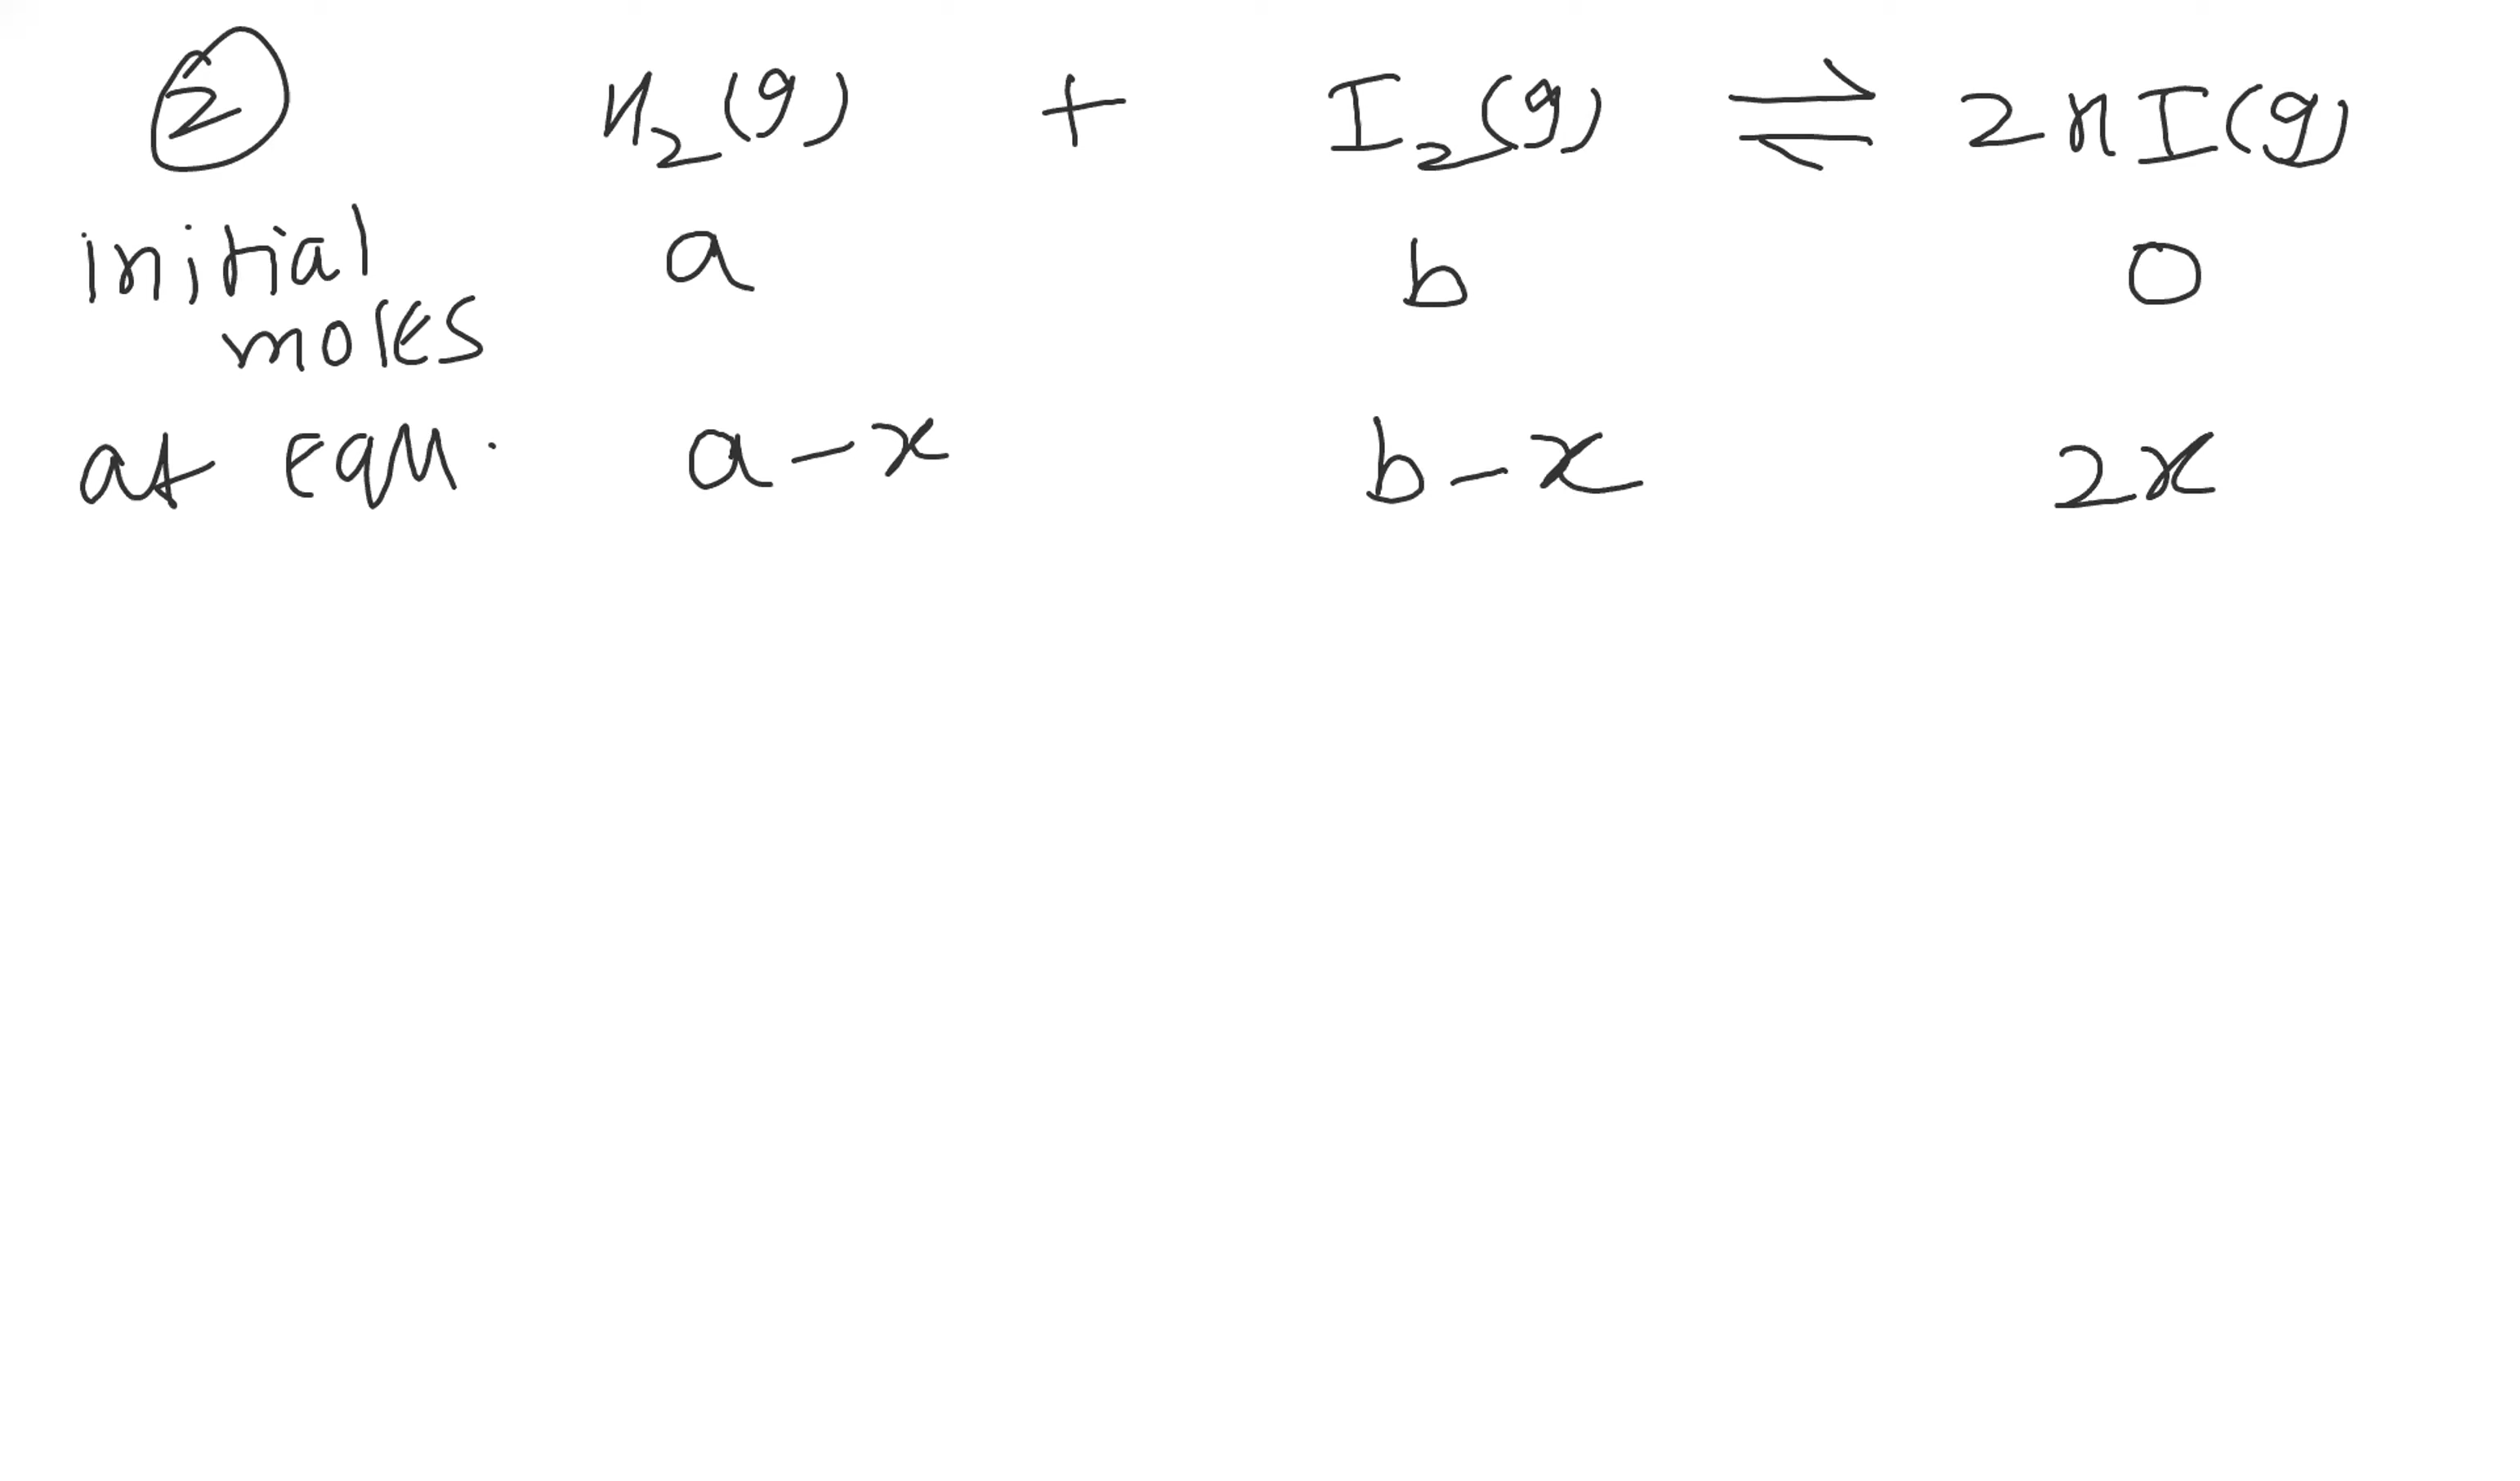 2 H₂(g) + I₂(g) ⇌ 2HI(g)
initial a b 0
moles
at Eqm. a-x b-x 2x